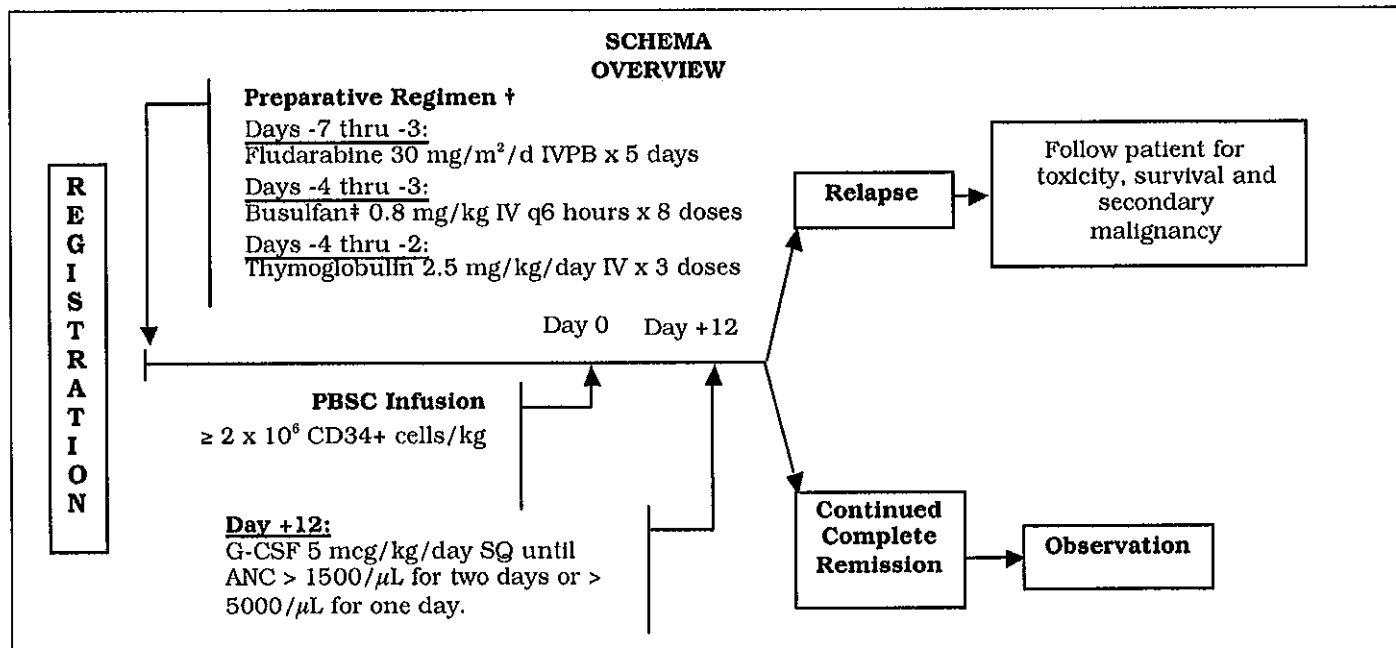 SCHEMA
OVERVIEW
REGISTRATION
Preparative Regimen †
Days -7 thru -3:
Fludarabine 30 mg/m²/d IVPB x 5 days
Days -4 thru -3:
Busulfan‡ 0.8 mg/kg IV q6 hours x 8 doses
Days -4 thru -2:
Thymoglobulin 2.5 mg/kg/day IV x 3 doses
Day 0 Day +12
PBSC Infusion
≥ 2 x 10⁶ CD34+ cells/kg
Day +12:
G-CSF 5 mcg/kg/day SQ until
ANC > 1500/μL for two days or >
5000/μL for one day.
Relapse
Follow patient for
toxicity, survival and
secondary
malignancy
Continued
Complete
Remission
Observation